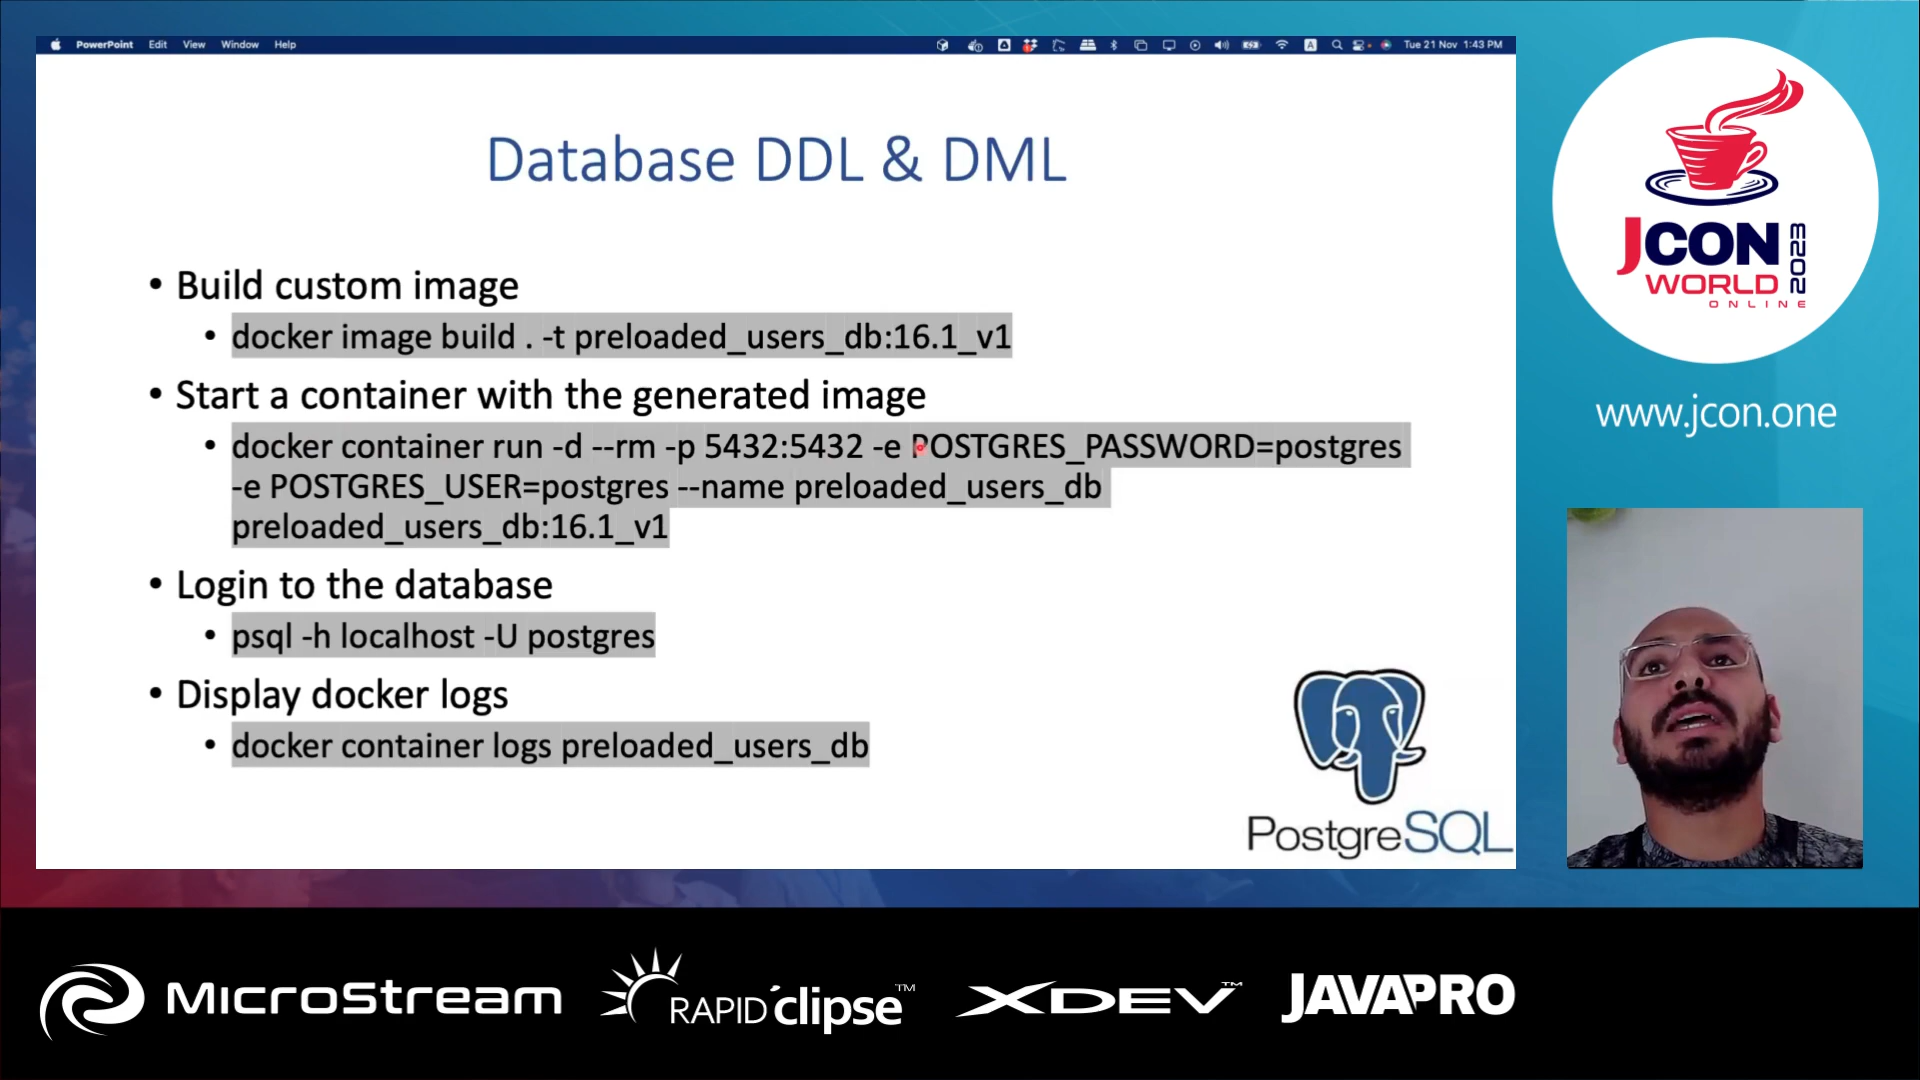 PowerPoint Edit View Window Help
A
Tue 21 Nov 1:43 PM
Database DDL & DML
• Build custom image
• docker image build . -t preloaded_users_db:16.1_v1
• Start a container with the generated image
• docker container run -d --rm -p 5432:5432 -e POSTGRES_PASSWORD=postgres
-e POSTGRES_USER=postgres --name preloaded_users_db
preloaded_users_db:16.1_v1
• Login to the database
• psql -h localhost -U postgres
• Display docker logs
• docker container logs preloaded_users_db
PostgreSQL
JCON
WORLD
ONLINE
2023
www.jcon.one
MicroStream
RAPID'clipse™
XDEV™
JAVAPRO